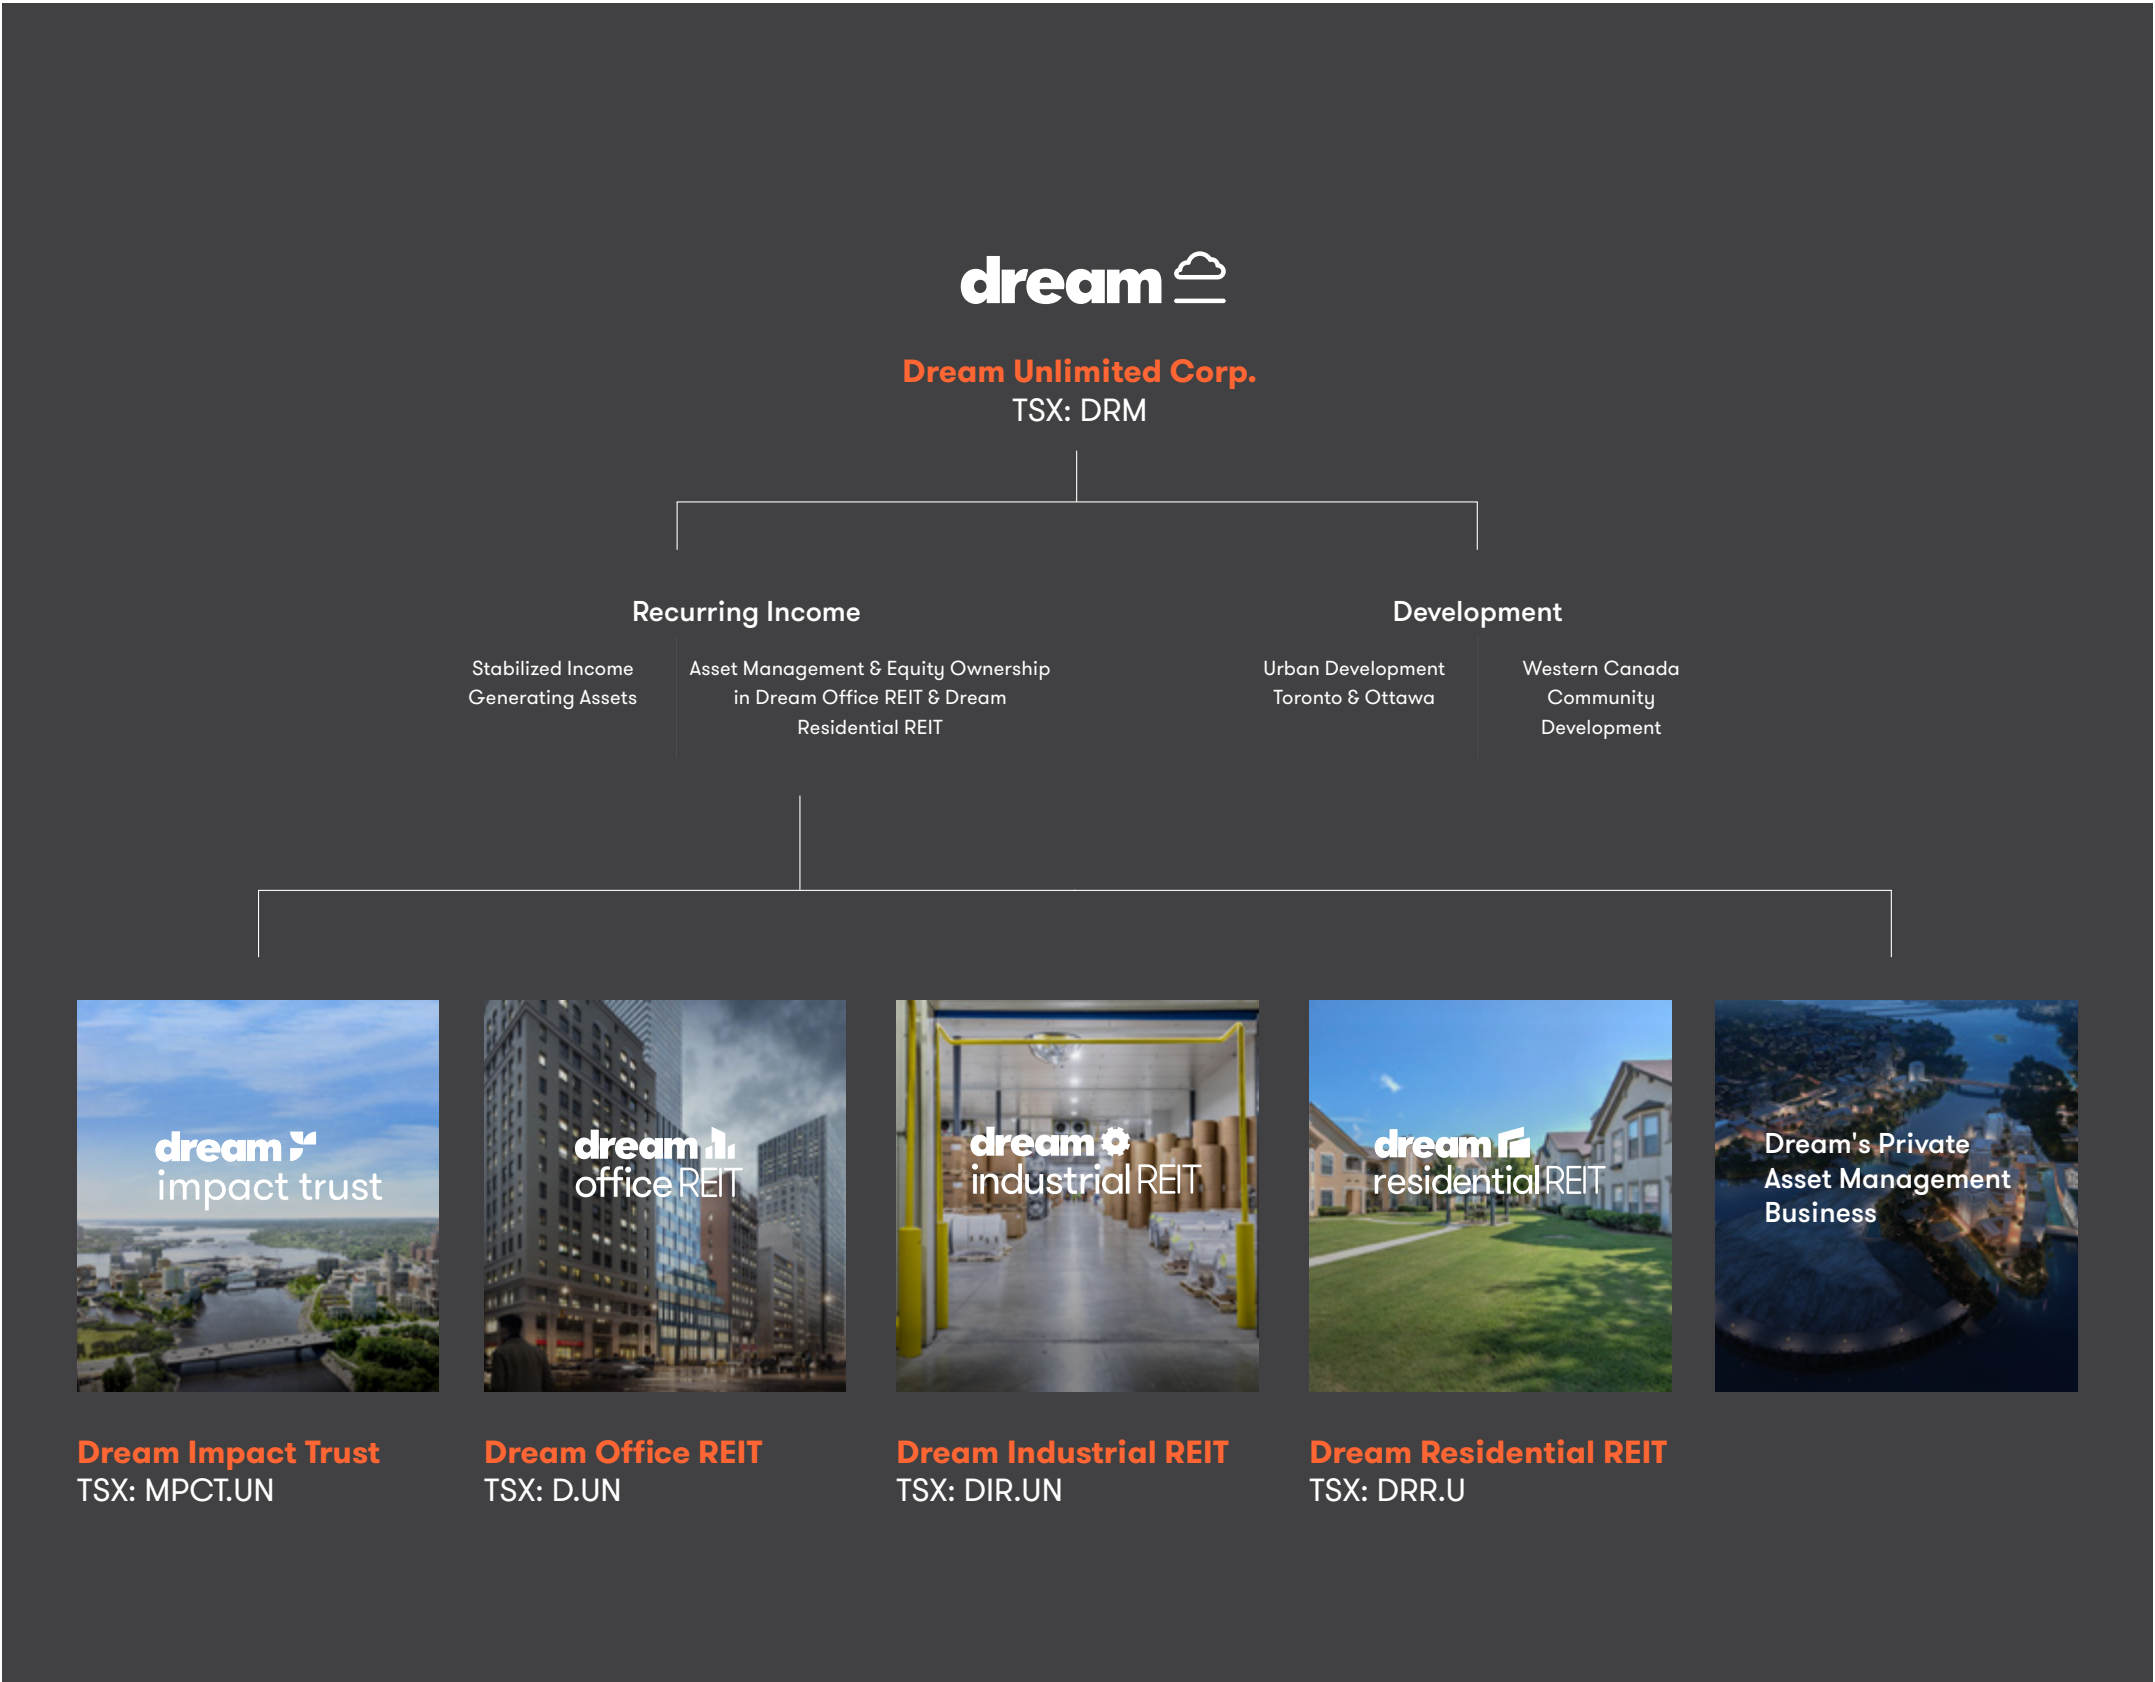 dream
Dream Unlimited Corp.
TSX: DRM
Recurring Income
Stabilized Income
Generating Assets
Asset Management & Equity Ownership
in Dream Office REIT & Dream
Residential REIT
Development
Urban Development
Toronto & Ottawa
Western Canada
Community
Development
dream
impact trust
Dream Impact Trust
TSX: MPCT.UN
dream
office REIT
Dream Office REIT
TSX: D.UN
dream
industrial REIT
Dream Industrial REIT
TSX: DIR.UN
dream
residential REIT
Dream Residential REIT
TSX: DRR.U
Dream's Private
Asset Management
Business